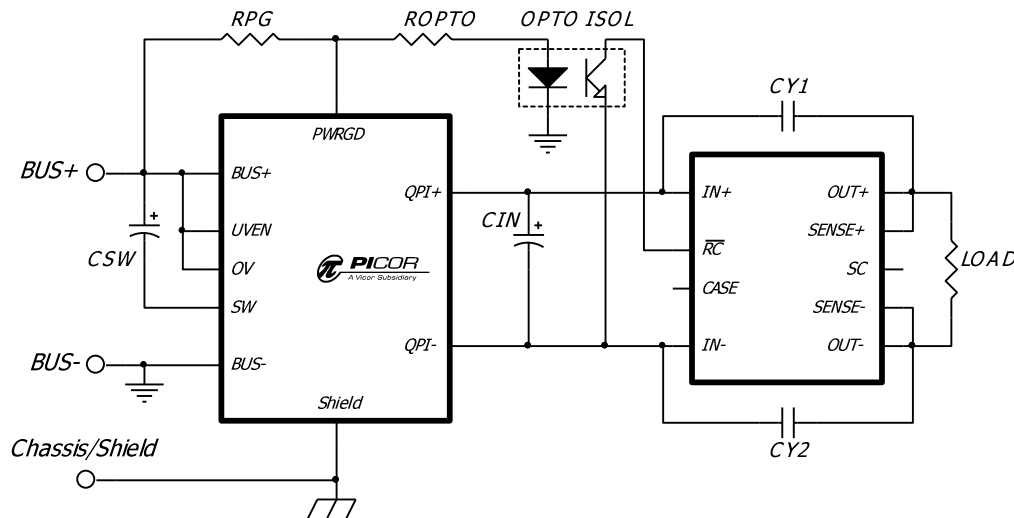 RPG
ROPTO
OPTO ISOL
CY1
PWRGD
BUS+
BUS+
QPI+
IN+
OUT+
CIN
+
+
UVEN
SENSE+
RC
CSW
LOAD
OV
PICOR
A Vicor Subsidiary
SC
CASE
SW
SENSE-
BUS-
BUS-
QPI-
IN-
OUT-
Shield
Chassis/Shield
CY2